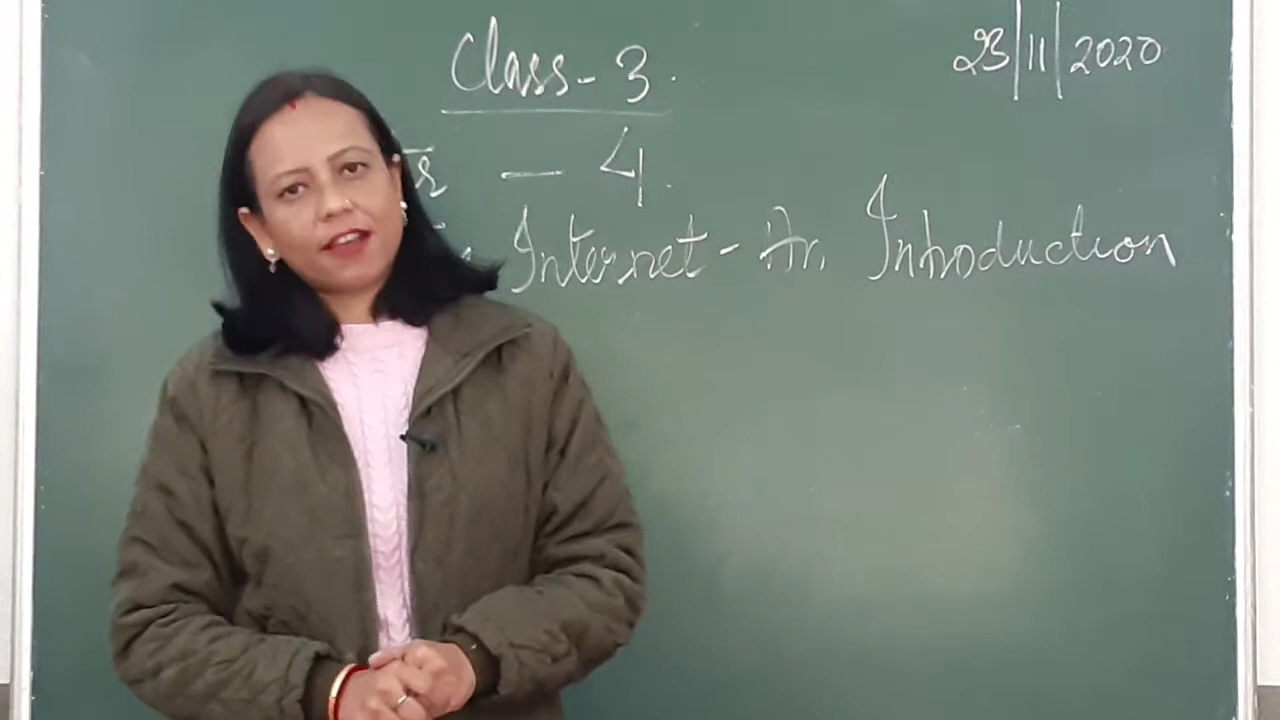 Class-3.
23/11/2020
— 4.
Internet - An Introduction